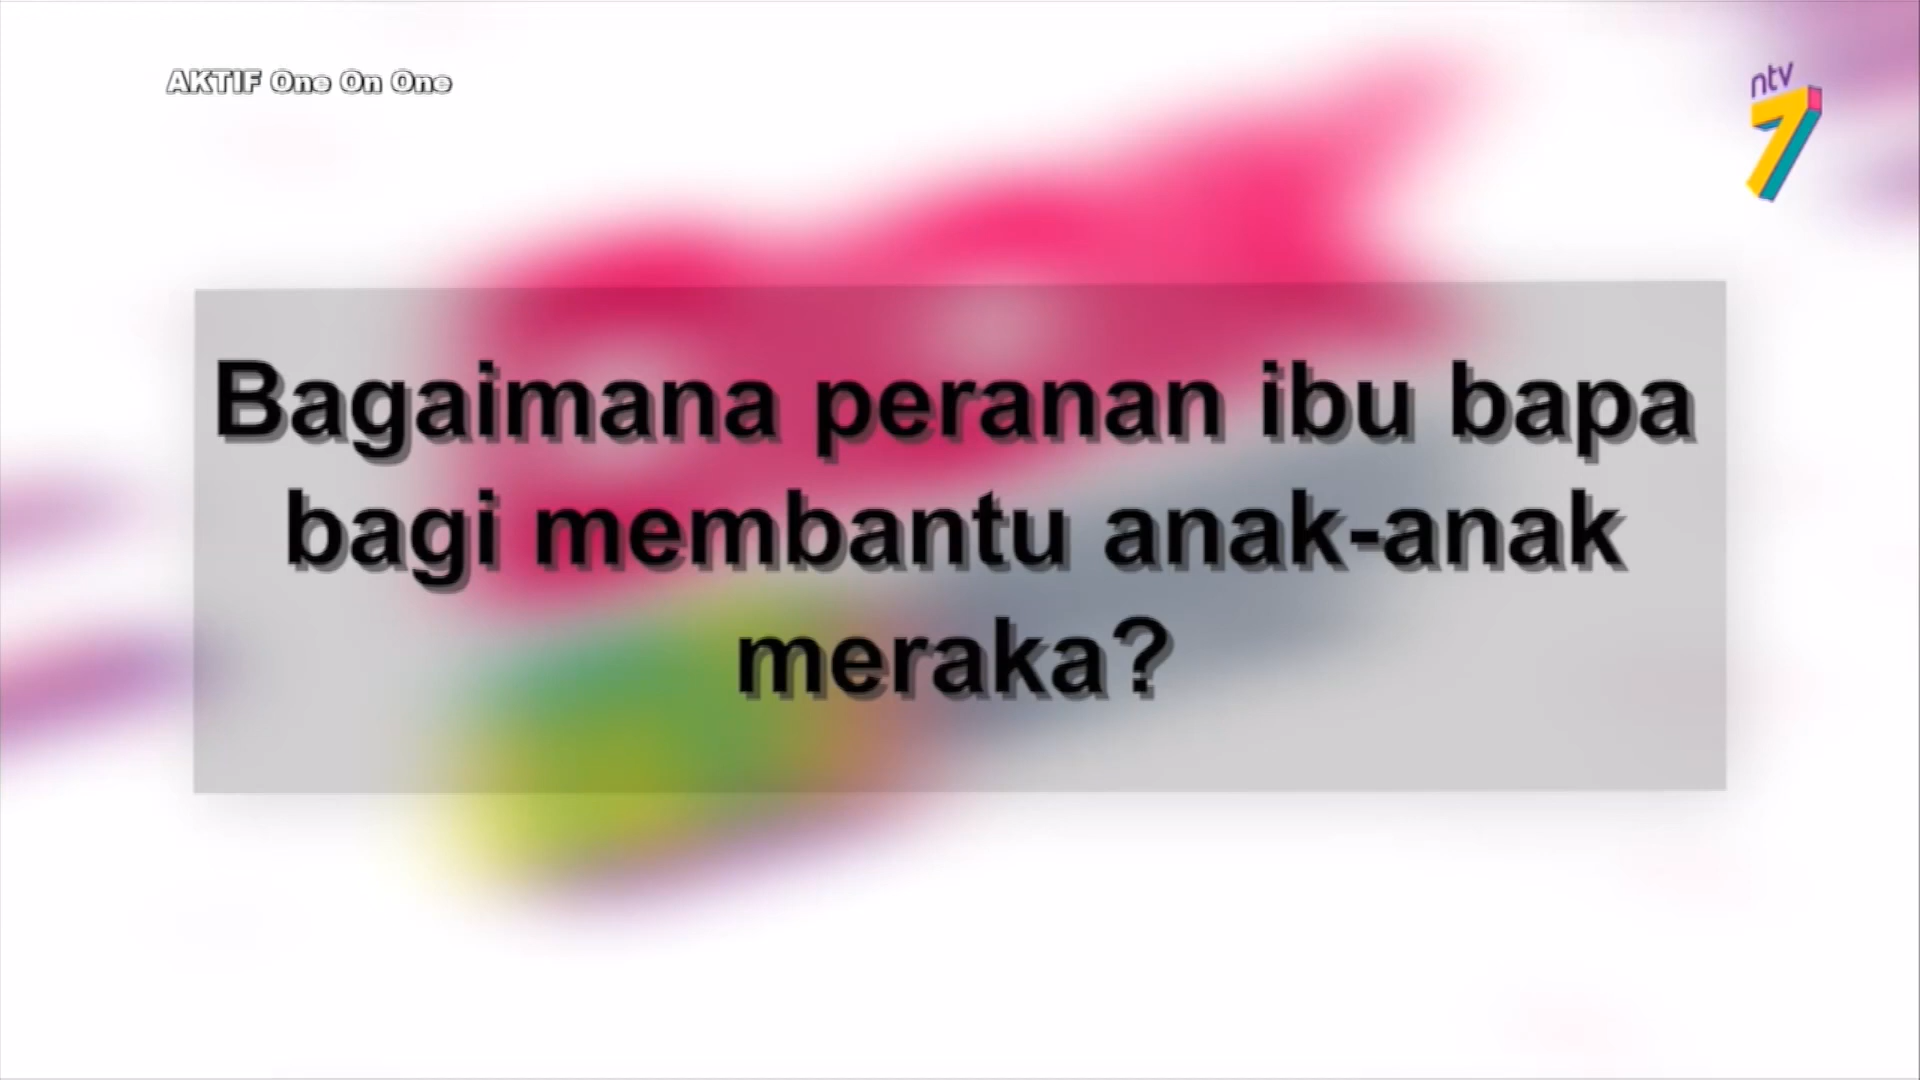 AKTIF One On One
ntv
7
Bagaimana peranan ibu bapa
bagi membantu anak-anak
meraka?